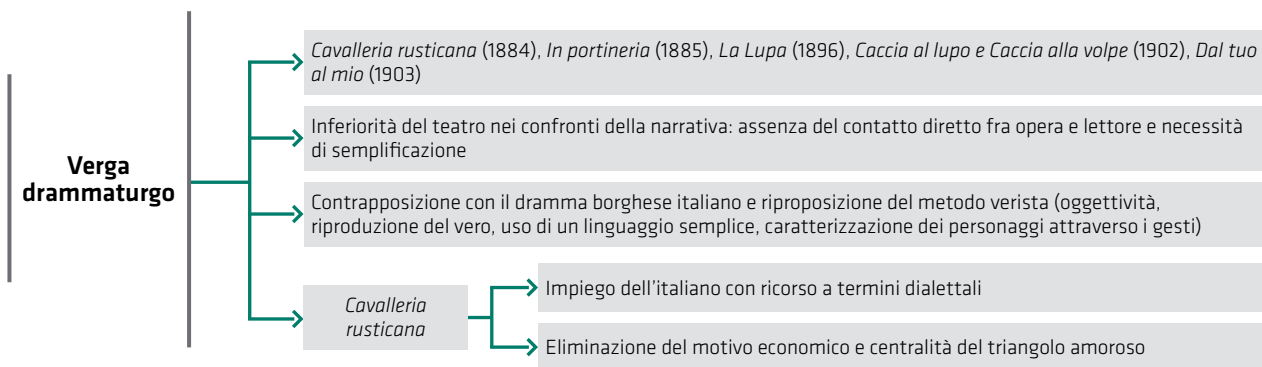 Verga
drammaturgo
Cavalleria rusticana (1884), In portineria (1885), La Lupa (1896), Caccia al lupo e Caccia alla volpe (1902), Dal tuo
al mio (1903)
Inferiorità del teatro nei confronti della narrativa: assenza del contatto diretto fra opera e lettore e necessità
di semplificazione
Contrapposizione con il dramma borghese italiano e riproposizione del metodo verista (oggettività,
riproduzione del vero, uso di un linguaggio semplice, caratterizzazione dei personaggi attraverso i gesti)
Cavalleria
rusticana
Impiego dell'italiano con ricorso a termini dialettali
Eliminazione del motivo economico e centralità del triangolo amoroso